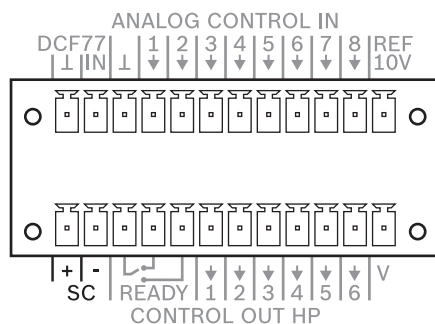 ANALOG CONTROL IN
DCF77 1 2 3 4 5 6 7 8 REF
⊥ IN ⊥ 10V
+ - V
SC READY 1 2 3 4 5 6
CONTROL OUT HP